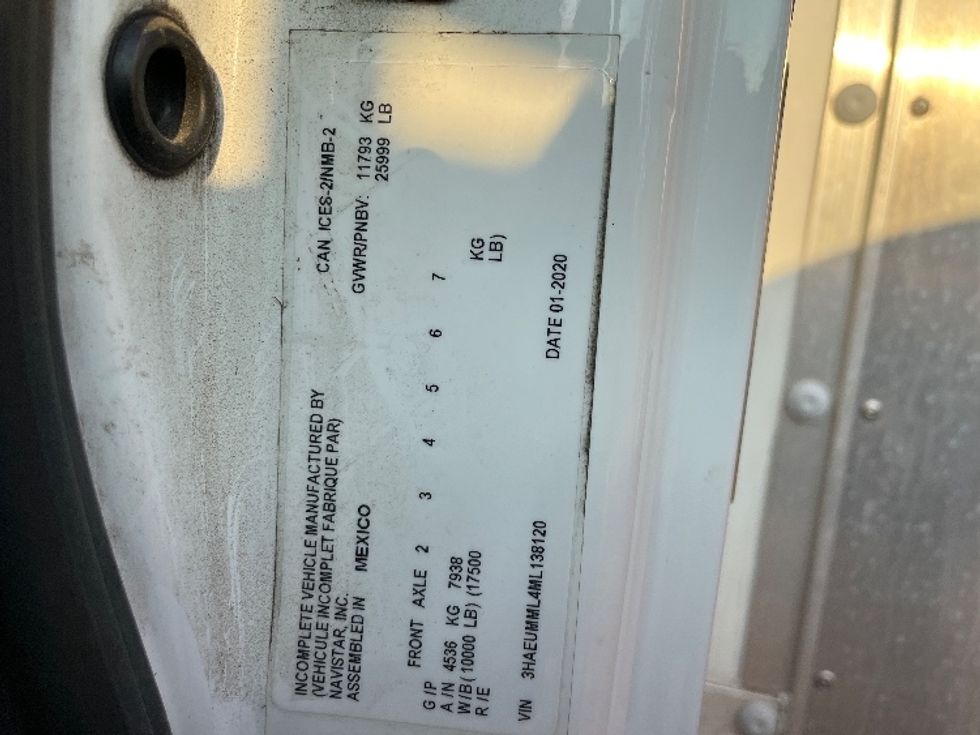 INCOMPLETE VEHICLE MANUFACTURED BY
(VEHICULE INCOMPLET FABRIQUE PAR)
NAVISTAR, INC.
CAN ICES-2/NMB-2
ASSEMBLED IN MEXICO
GVWR/PNBV: 11793 KG
25999 LB
FRONT AXLE 2 3 4 5 6 7
G/P
A/N 4536 KG 7938 KG
W/B (10000 LB) (17500 LB)
R/E
DATE 01-2020
VIN 3HAEUMML4ML138120